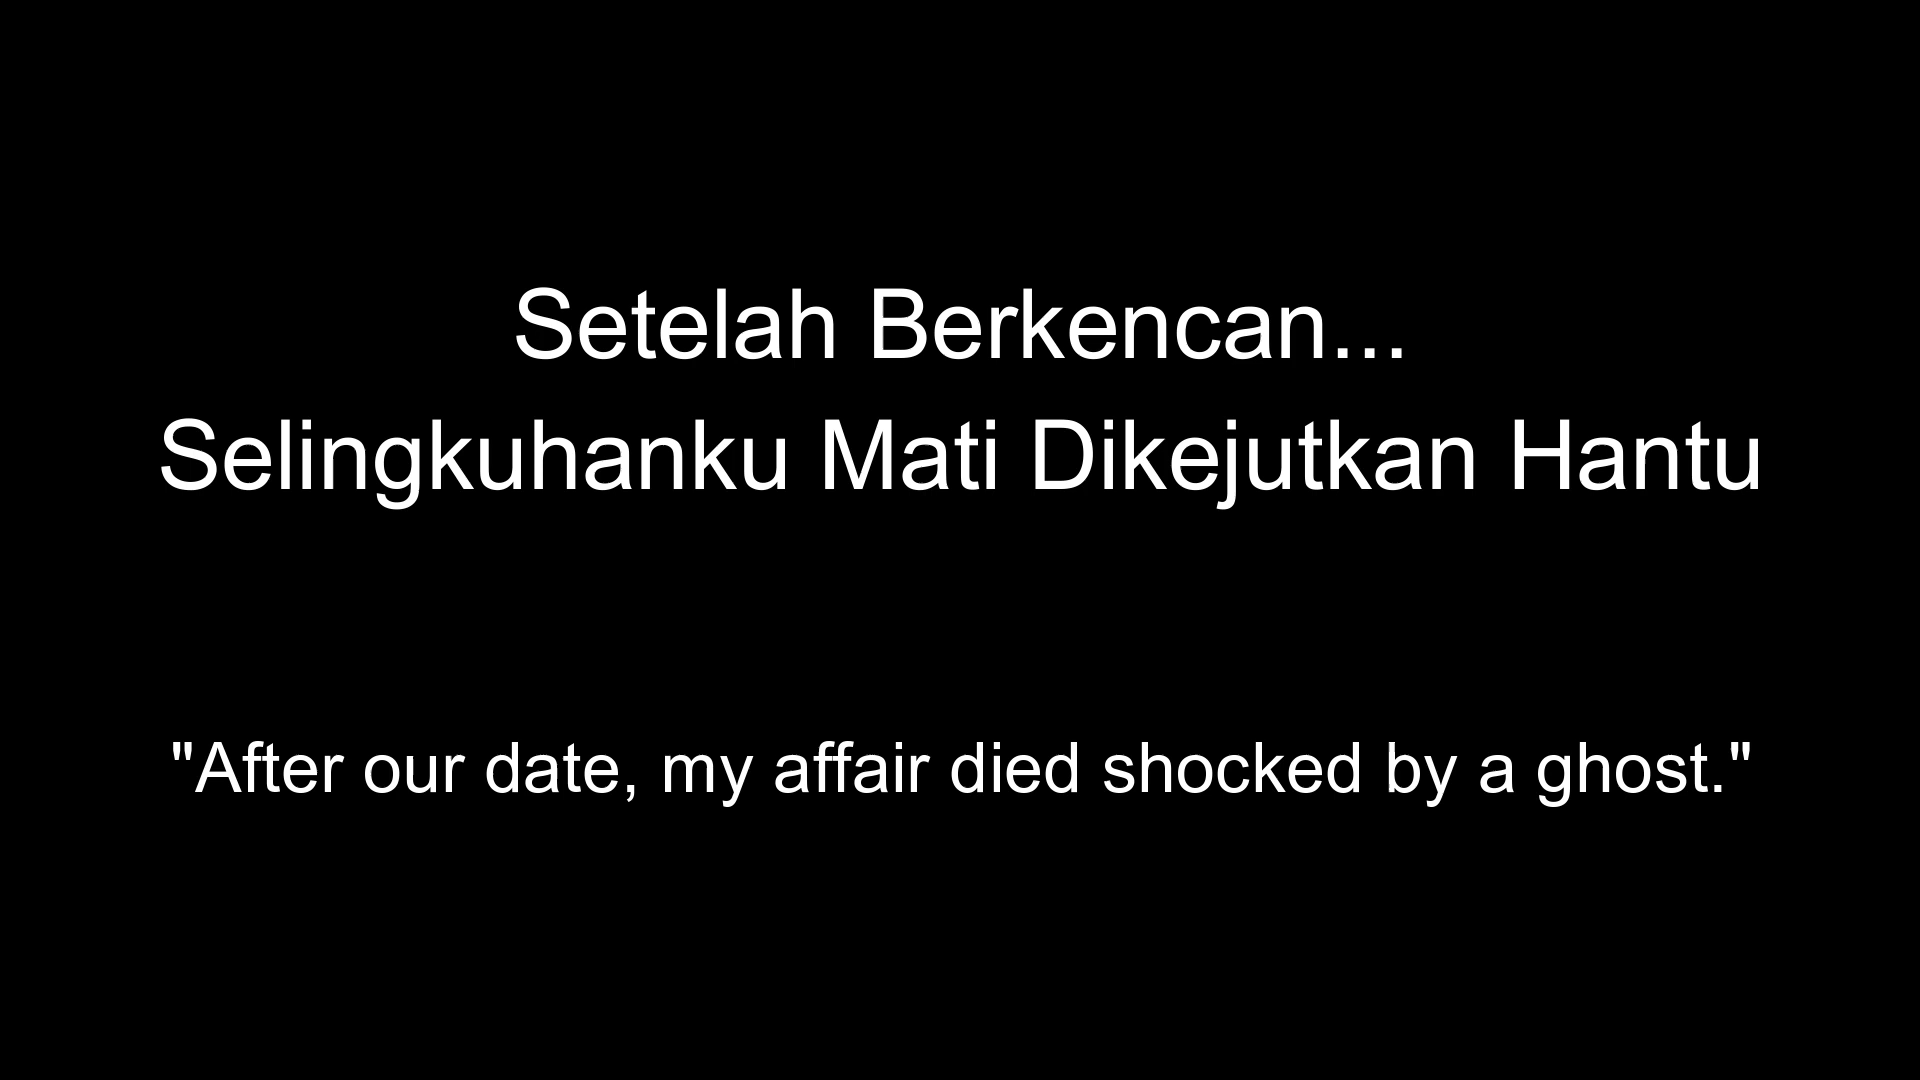 Setelah Berkencan...
Selingkuhanku Mati Dikejutkan Hantu
"After our date, my affair died shocked by a ghost."